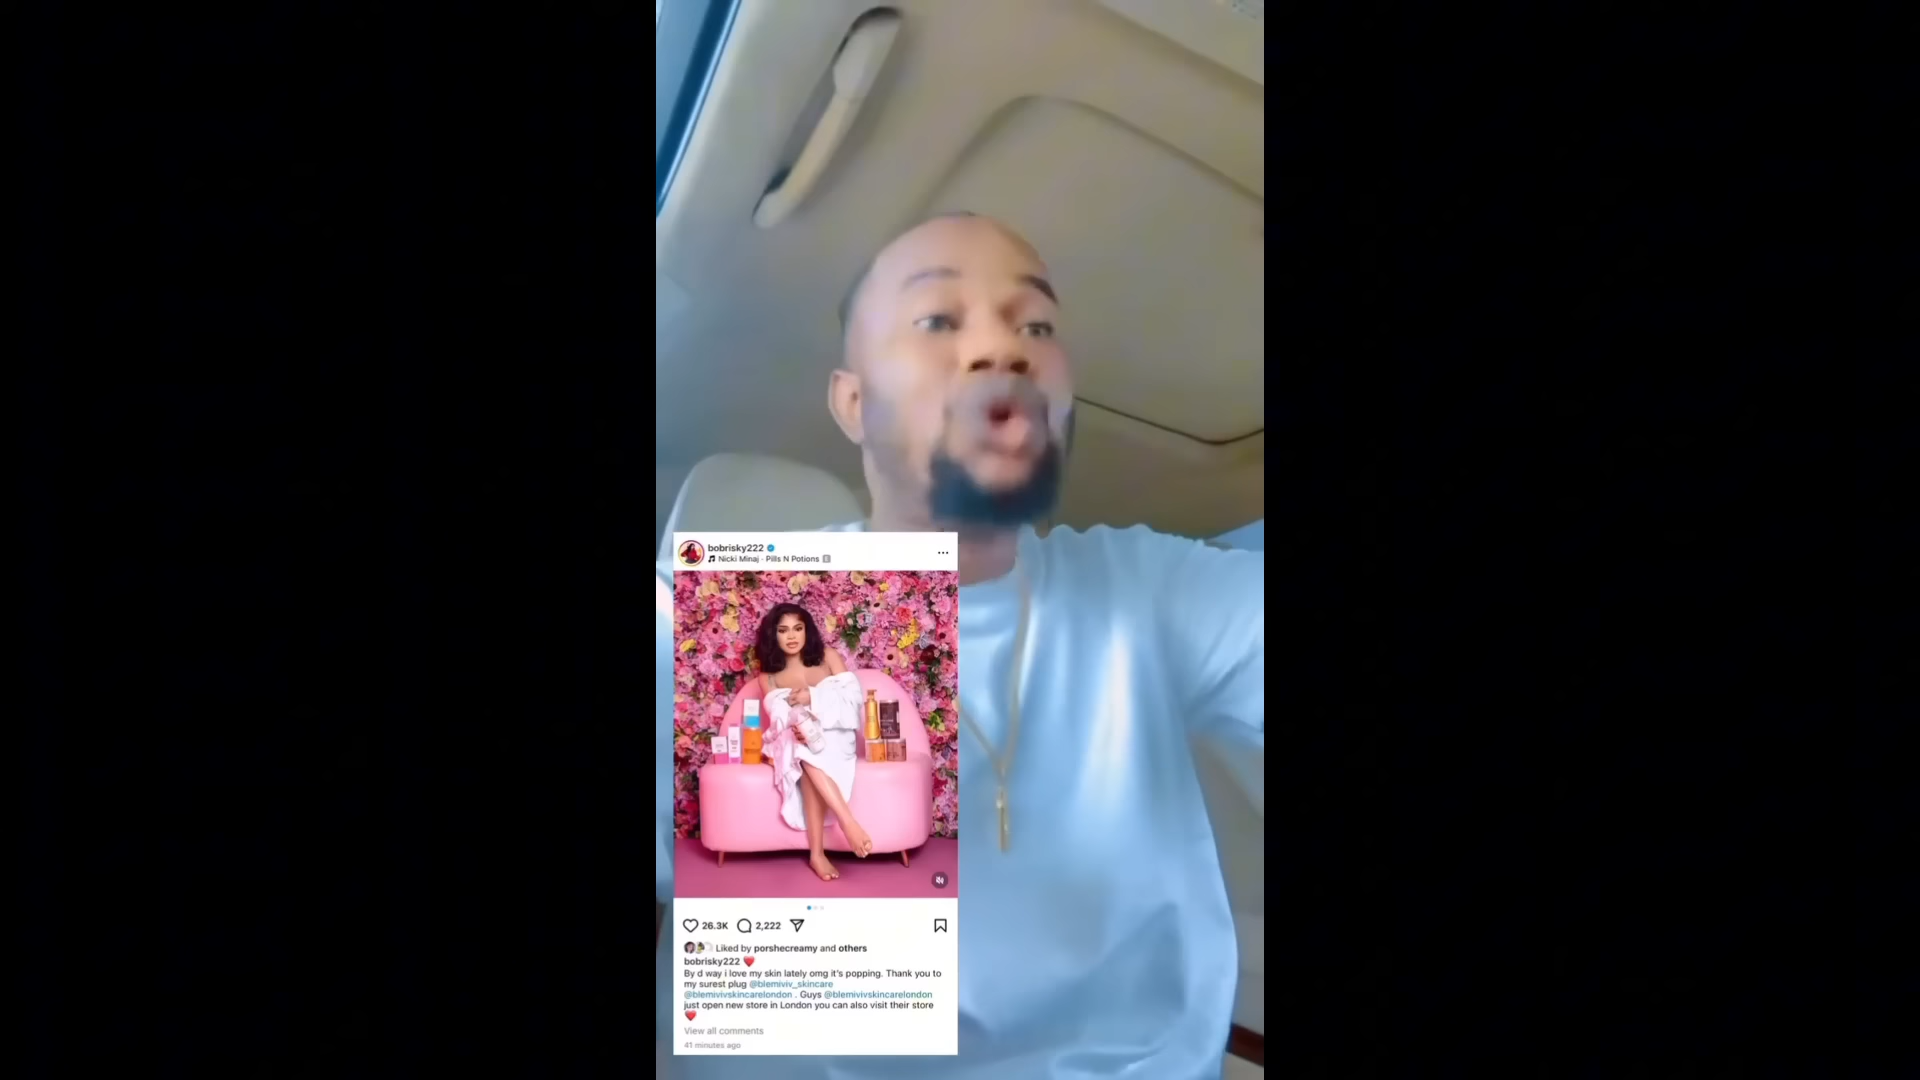 bobrisky222
Nicki Minaj · Pills N Potions E
26.3K 2,222
Liked by porshecreamy and others
bobrisky222 ❤️
By d way i love my skin lately omg it's popping. Thank you to
my surest plug @blemiviv_skincare
@blemivivskincarelondon . Guys @blemivivskincarelondon
just open new store in London you can also visit their store
❤️
View all comments
41 minutes ago